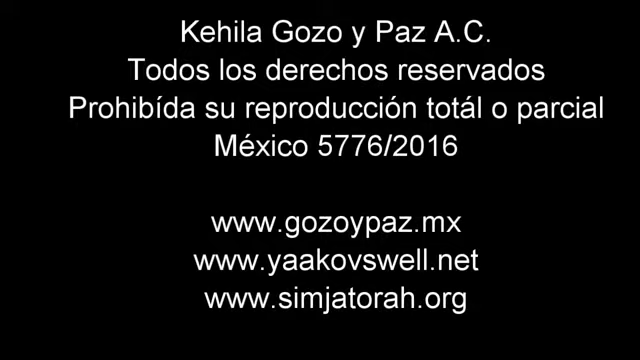 Kehila Gozo y Paz A.C.
Todos los derechos reservados
Prohibída su reproducción totál o parcial
México 5776/2016
www.gozoypaz.mx
www.yaakovswell.net
www.simjatorah.org